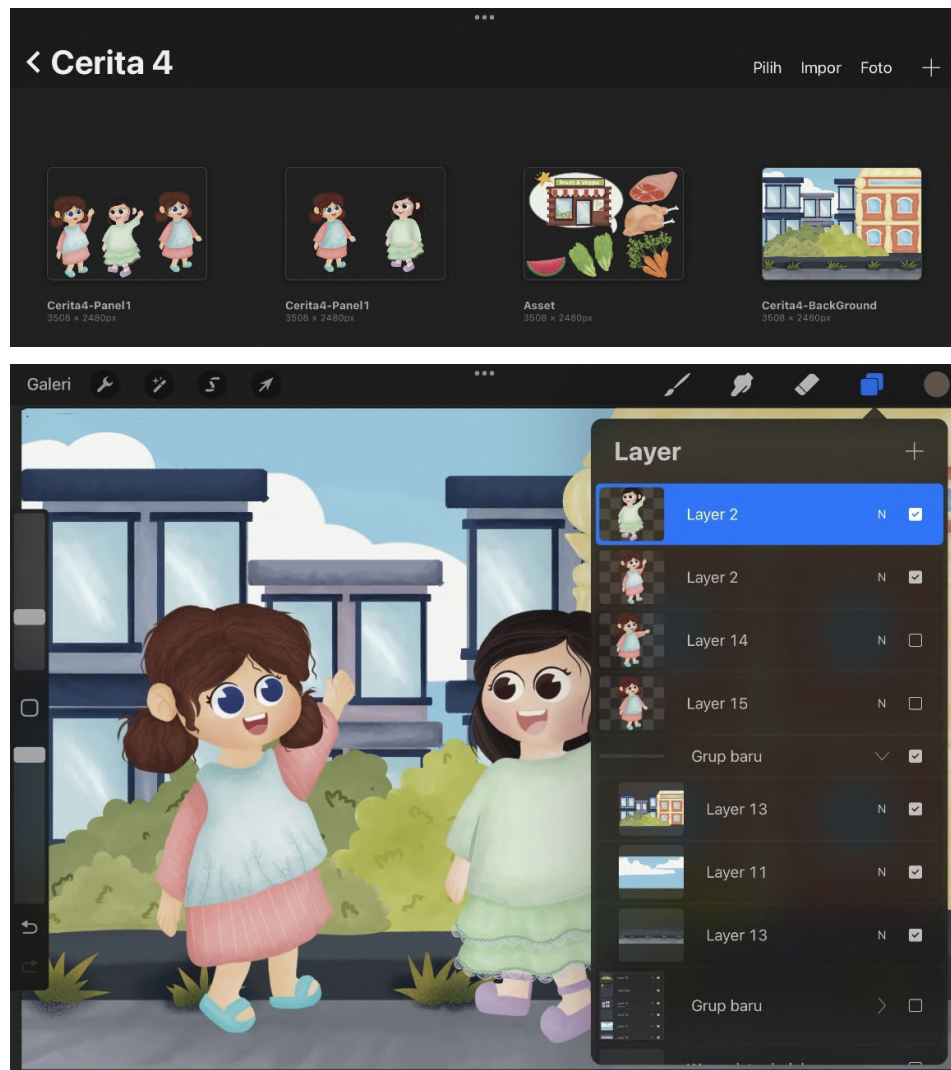 Cerita 4
Pilih Impor Foto
Cerita4-Panel1
3508 × 2480px
Cerita4-Panel1
3508 × 2480px
Asset
3508 × 2480px
Cerita4-BackGround
3508 × 2480px
Galeri
Layer
Layer 2 N
Layer 2 N
Layer 14 N
Layer 15 N
Grup baru
Layer 13 N
Layer 11 N
Layer 13 N
Grup baru